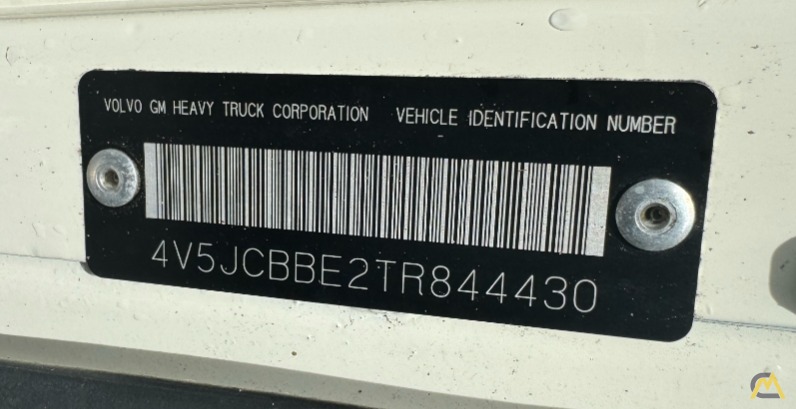 VOLVO GM HEAVY TRUCK CORPORATION VEHICLE IDENTIFICATION NUMBER
4V5JCBBE2TR844430